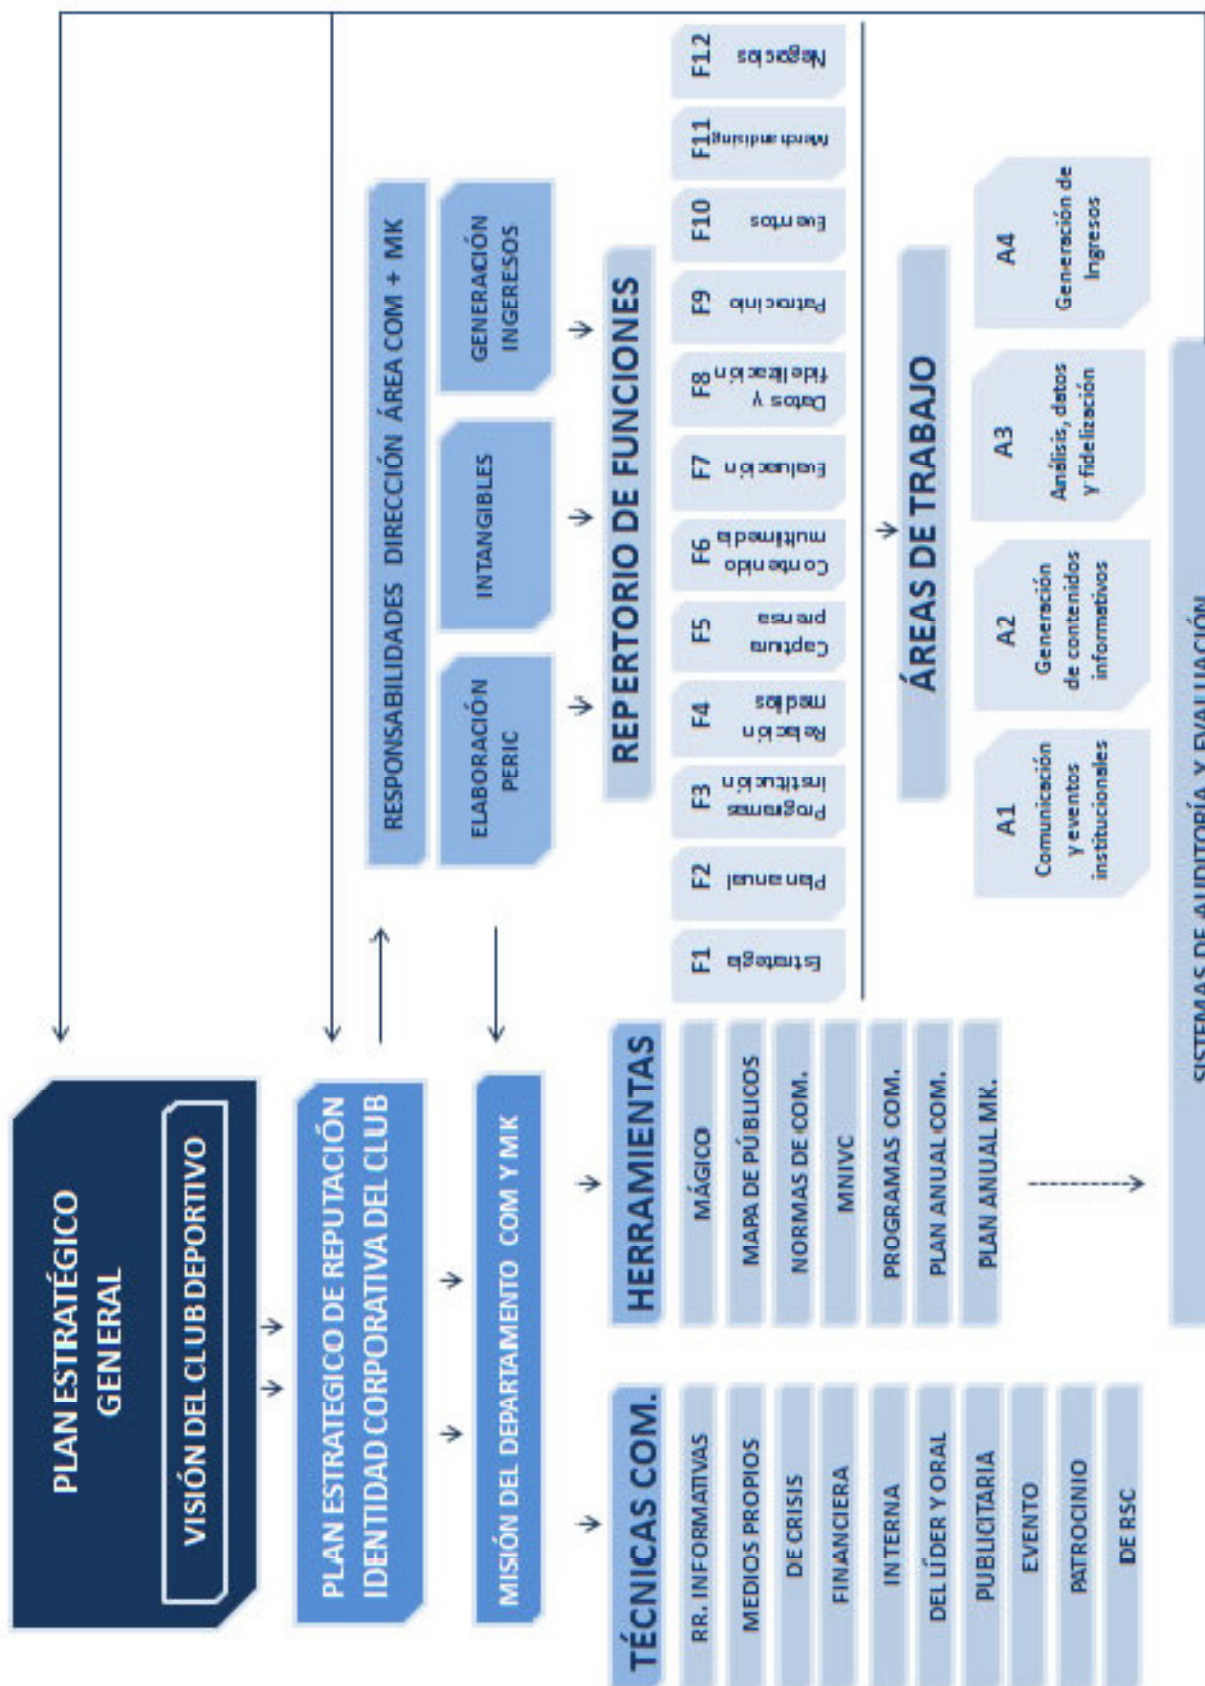 PLAN ESTRATÉGICO
GENERAL
VISIÓN DEL CLUB DEPORTIVO
PLAN ESTRATEGICO DE REPUTACIÓN
IDENTIDAD CORPORATIVA DEL CLUB
MISIÓN DEL DEPARTAMENTO COM Y MK
RESPONSABILIDADES DIRECCIÓN ÁREA COM + MK
ELABORACIÓN
PERIC
INTANGIBLES
GENERACIÓN
INGERESOS
TÉCNICAS COM.
RR. INFORMATIVAS
MEDIOS PROPIOS
DE CRISIS
FINANCIERA
INTERNA
DEL LÍDER Y ORAL
PUBLICITARIA
EVENTO
PATROCINIO
DE RSC
HERRAMIENTAS
MÁGICO
MAPA DE PÚBLICOS
NORMAS DE COM.
MNIVC
PROGRAMAS COM.
PLAN ANUAL COM.
PLAN ANUAL MK.
REPERTORIO DE FUNCIONES
F1
Estrategia
F2
Plan anual
F3
Programas
institución
F4
Relación
medios
F5
Captura
prensa
F6
Contenido
multimedia
F7
Evaluación
F8
Datos y
fidelización
F9
Patrocinio
F10
Eventos
F11
Merchandising
F12
Negocios
ÁREAS DE TRABAJO
A1
Comunicación
y eventos
institucionales
A2
Generación
de contenidos
informativos
A3
Análisis, datos
y fidelización
A4
Generación de
Ingresos
SISTEMAS DE AUDITORÍA Y EVALUACIÓN